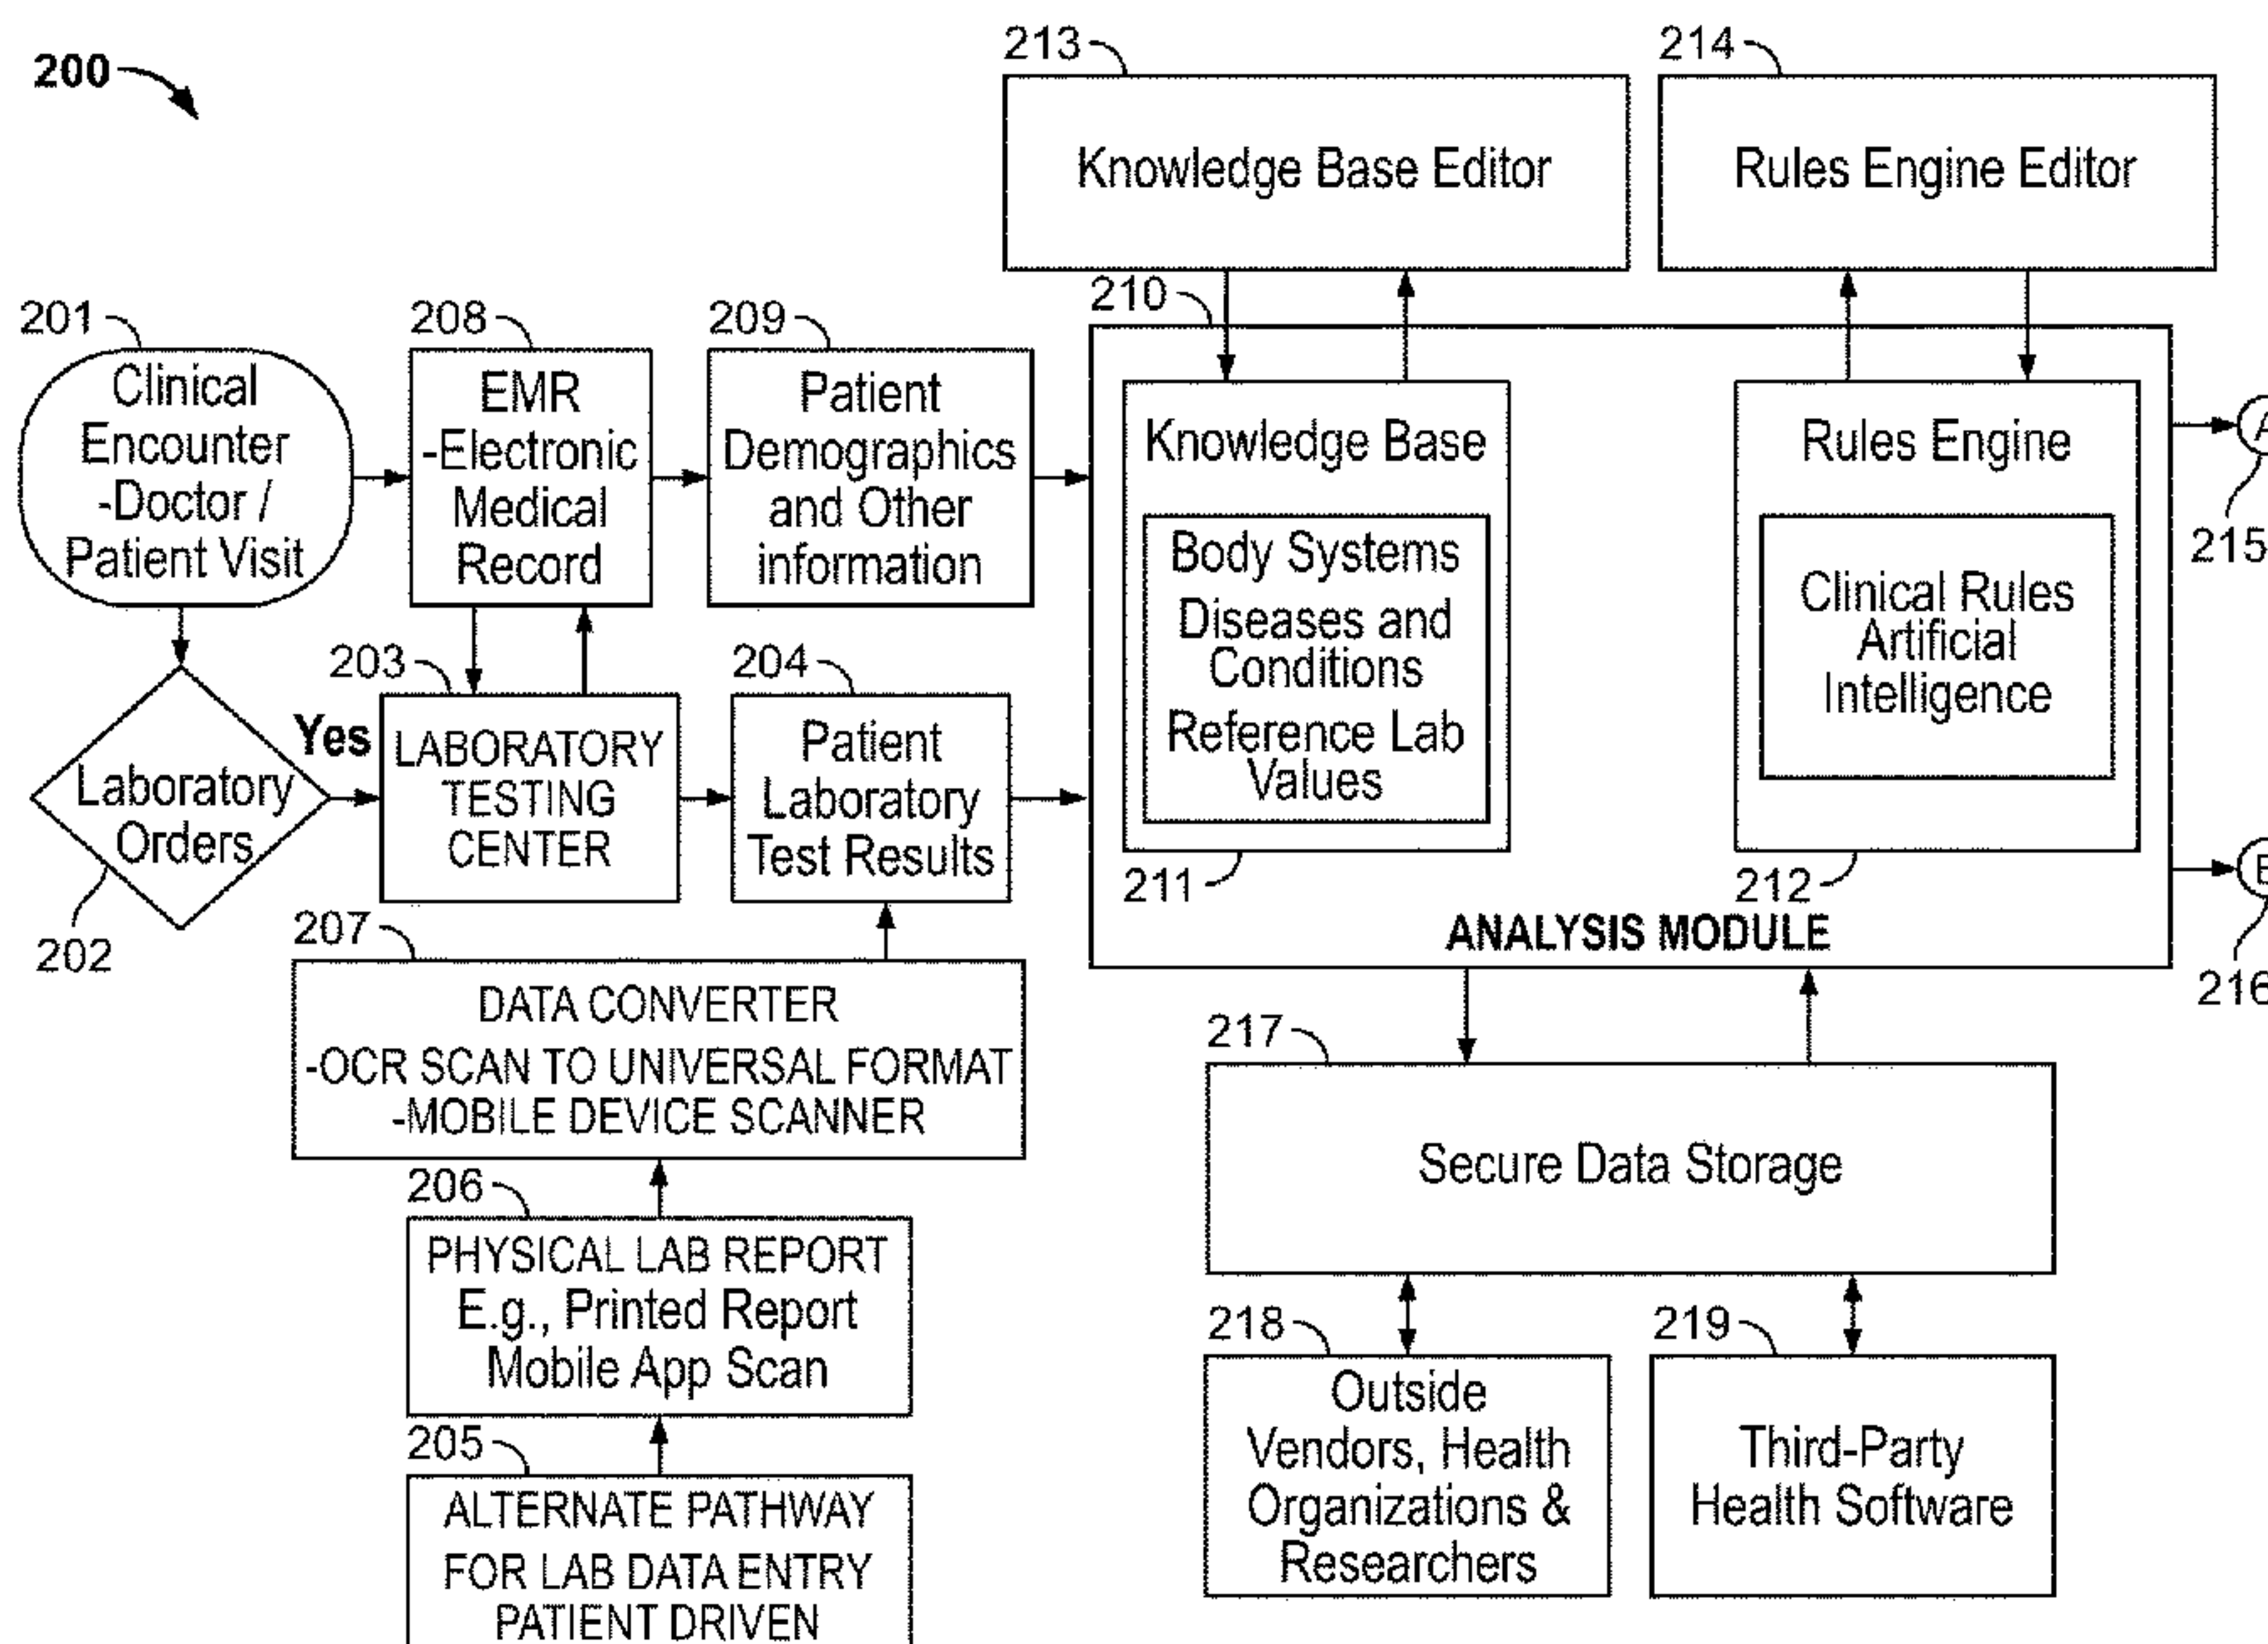 200
213
Knowledge Base Editor
214
Rules Engine Editor
201
Clinical
Encounter
-Doctor /
Patient Visit
208
EMR
-Electronic
Medical
Record
209
Patient
Demographics
and Other
information
210
Knowledge Base
Body Systems
Diseases and
Conditions
Reference Lab
Values
211
Rules Engine
Clinical Rules
Artificial
Intelligence
212
ANALYSIS MODULE
A
215
B
216
Laboratory
Orders
202
Yes
203
LABORATORY
TESTING
CENTER
204
Patient
Laboratory
Test Results
207
DATA CONVERTER
-OCR SCAN TO UNIVERSAL FORMAT
-MOBILE DEVICE SCANNER
206
PHYSICAL LAB REPORT
E.g., Printed Report
Mobile App Scan
205
ALTERNATE PATHWAY
FOR LAB DATA ENTRY
PATIENT DRIVEN
217
Secure Data Storage
218
Outside
Vendors, Health
Organizations &
Researchers
219
Third-Party
Health Software